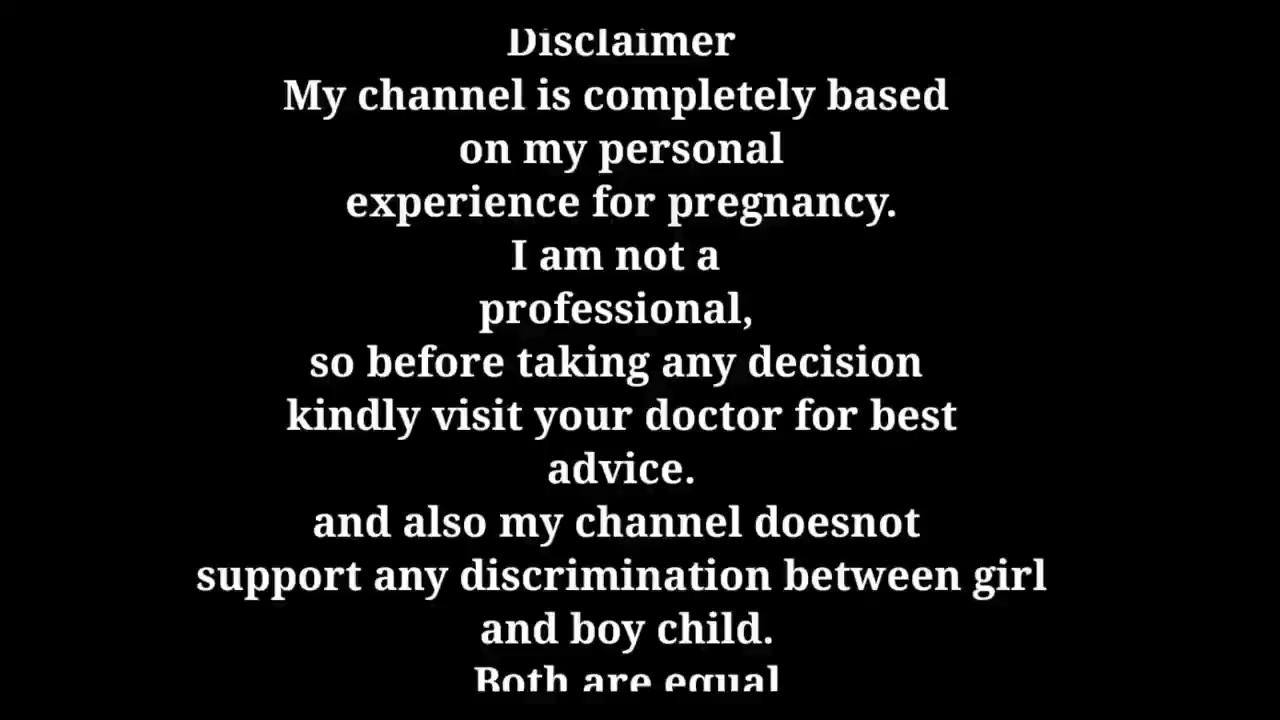 Disclaimer
My channel is completely based
on my personal
experience for pregnancy.
I am not a
professional,
so before taking any decision
kindly visit your doctor for best
advice.
and also my channel doesnot
support any discrimination between girl
and boy child.
Both are equal